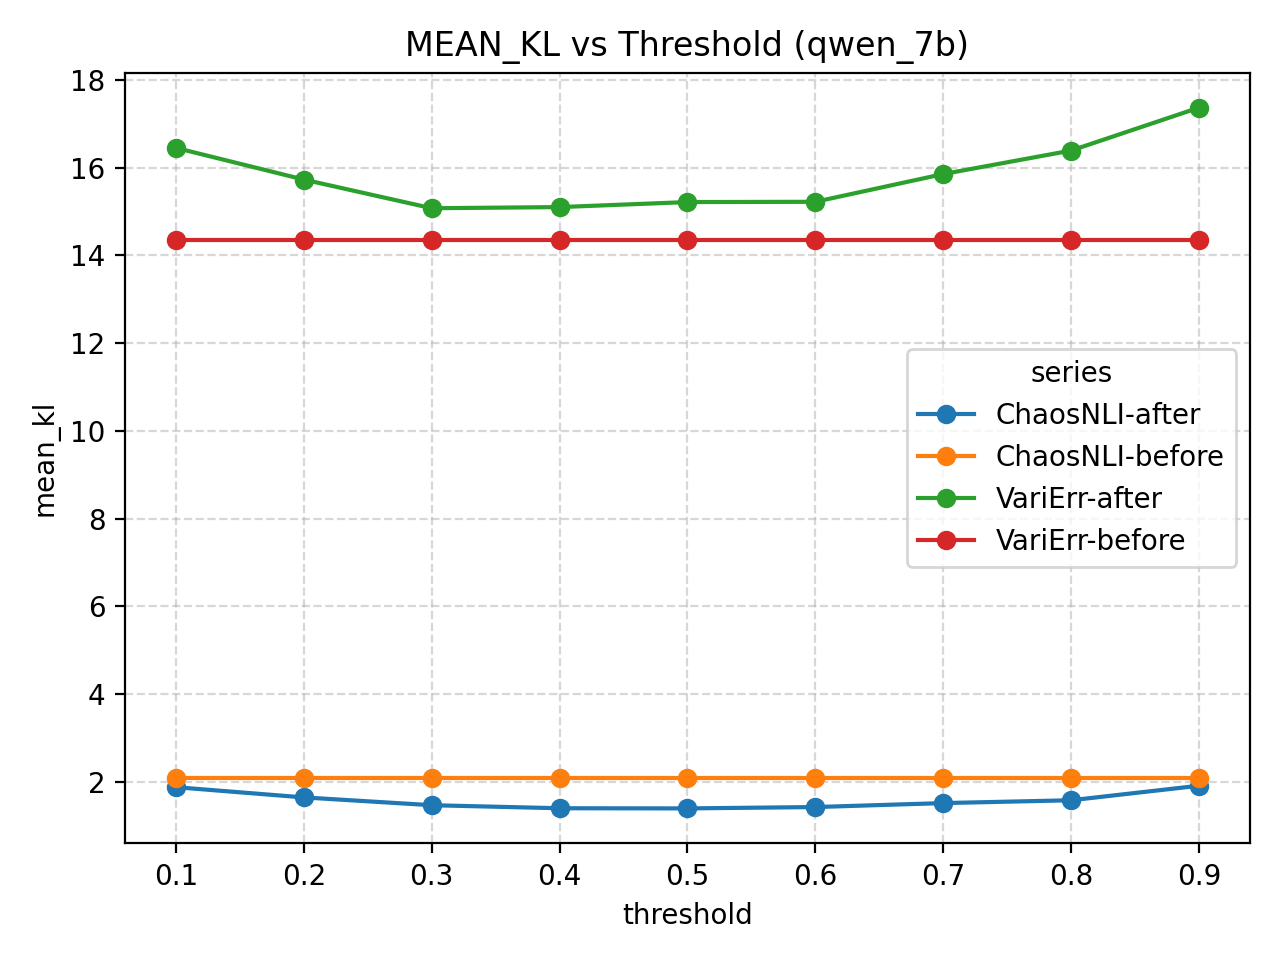 MEAN_KL vs Threshold (qwen_7b)
mean_kl
18
16
14
12
10
8
6
4
2
series
ChaosNLI-after
ChaosNLI-before
VariErr-after
VariErr-before
0.1 0.2 0.3 0.4 0.5 0.6 0.7 0.8 0.9
threshold